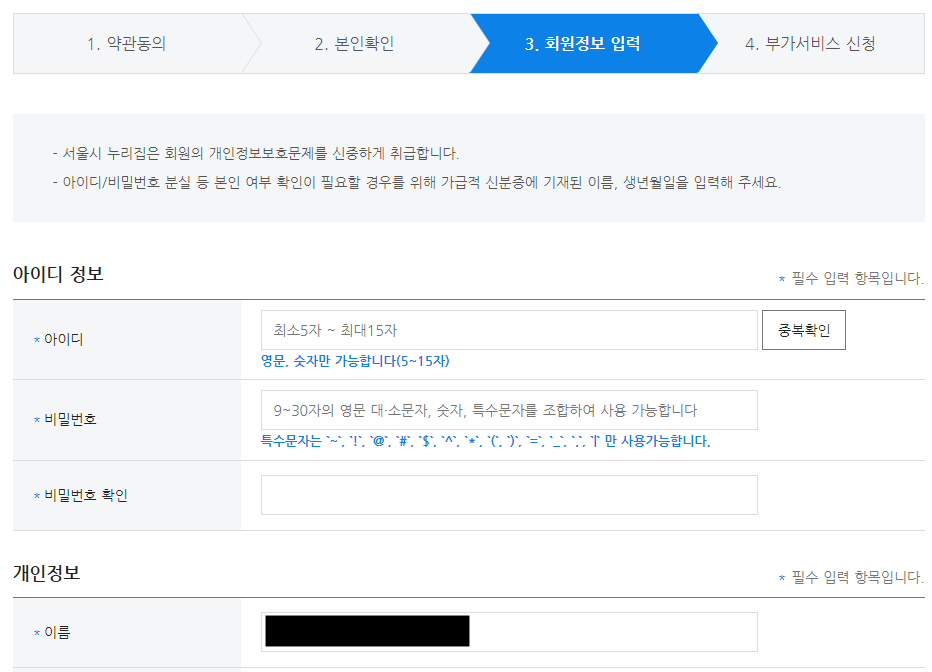 1. 약관동의
2. 본인확인
3. 회원정보 입력
4. 부가서비스 신청
- 서울시 누리집은 회원의 개인정보보호문제를 신중하게 취급합니다.
- 아이디/비밀번호 분실 등 본인 여부 확인이 필요할 경우를 위해 가급적 신분증에 기재된 이름, 생년월일을 입력해 주세요.
아이디 정보
* 필수 입력 항목입니다.
* 아이디
최소5자 ~ 최대15자
중복확인
영문, 숫자만 가능합니다(5~15자)
* 비밀번호
9~30자의 영문 대·소문자, 숫자, 특수문자를 조합하여 사용 가능합니다
특수문자는 `~`, `!`, `@`, `#`, `$`, `^`, `*`, `(`, `)`, `=`, `_`, `.`, `|` 만 사용가능합니다.
* 비밀번호 확인
개인정보
* 필수 입력 항목입니다.
* 이름